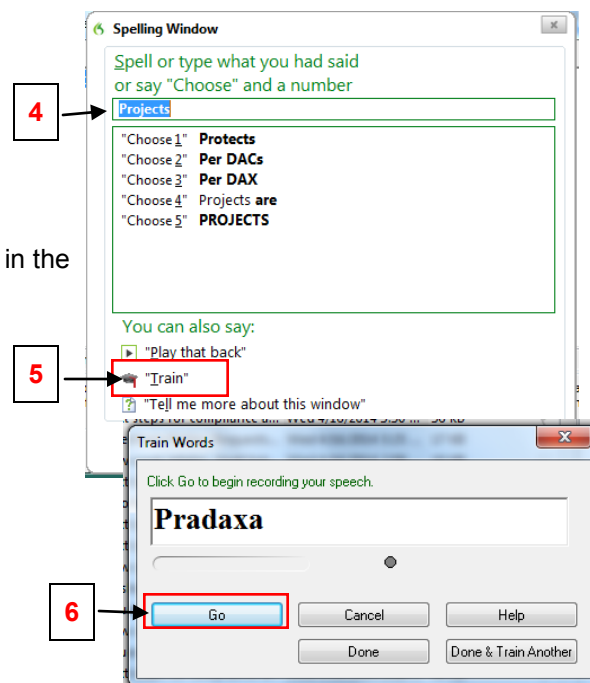 Spelling Window
Spell or type what you had said
or say "Choose" and a number
4
Projects
"Choose 1" Protects
"Choose 2" Per DACs
"Choose 3" Per DAX
"Choose 4" Projects are
"Choose 5" PROJECTS
in the
You can also say:
"Play that back"
5
"Train"
"Tell me more about this window"
Train Words
Click Go to begin recording your speech.
Pradaxa
6
Go Cancel Help
Done Done & Train Another